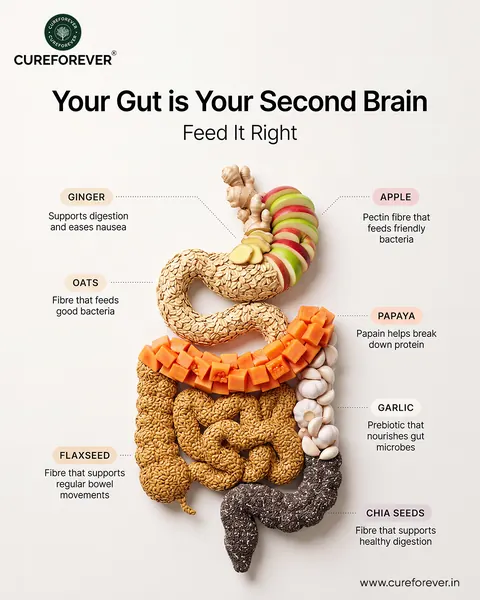 CUREFOREVER
CUREFOREVER
CUREFOREVER®
Your Gut is Your Second Brain
Feed It Right
GINGER
Supports digestion
and eases nausea
APPLE
Pectin fibre that
feeds friendly
bacteria
OATS
Fibre that feeds
good bacteria
PAPAYA
Papain helps break
down protein
GARLIC
Prebiotic that
nourishes gut
microbes
FLAXSEED
Fibre that supports
regular bowel
movements
CHIA SEEDS
Fibre that supports
healthy digestion
www.cureforever.in